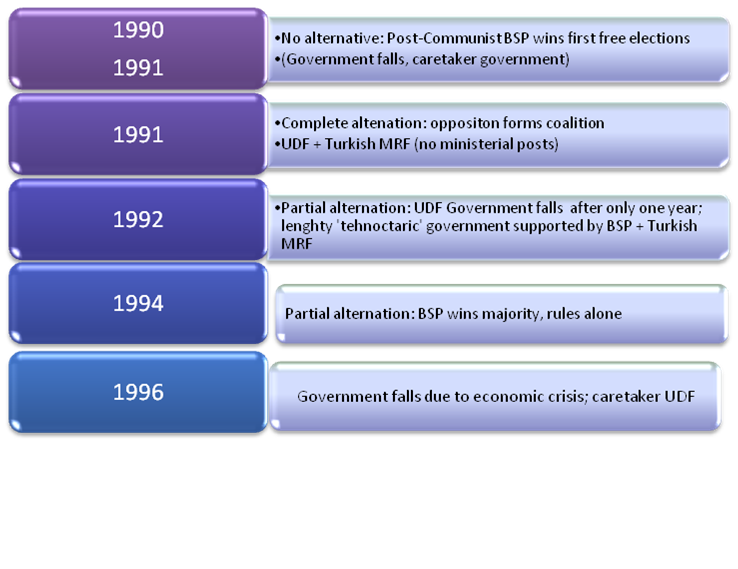 1990
1991
•No alternative: Post-Communist BSP wins first free elections
•(Government falls, caretaker government)
1991
•Complete altenation: oppositon forms coalition
•UDF + Turkish MRF (no ministerial posts)
1992
•Partial alternation: UDF Government falls after only one year;
lenghty 'tehnoctaric' government supported by BSP + Turkish
MRF
1994
Partial alternation: BSP wins majority, rules alone
1996
Government falls due to economic crisis; caretaker UDF